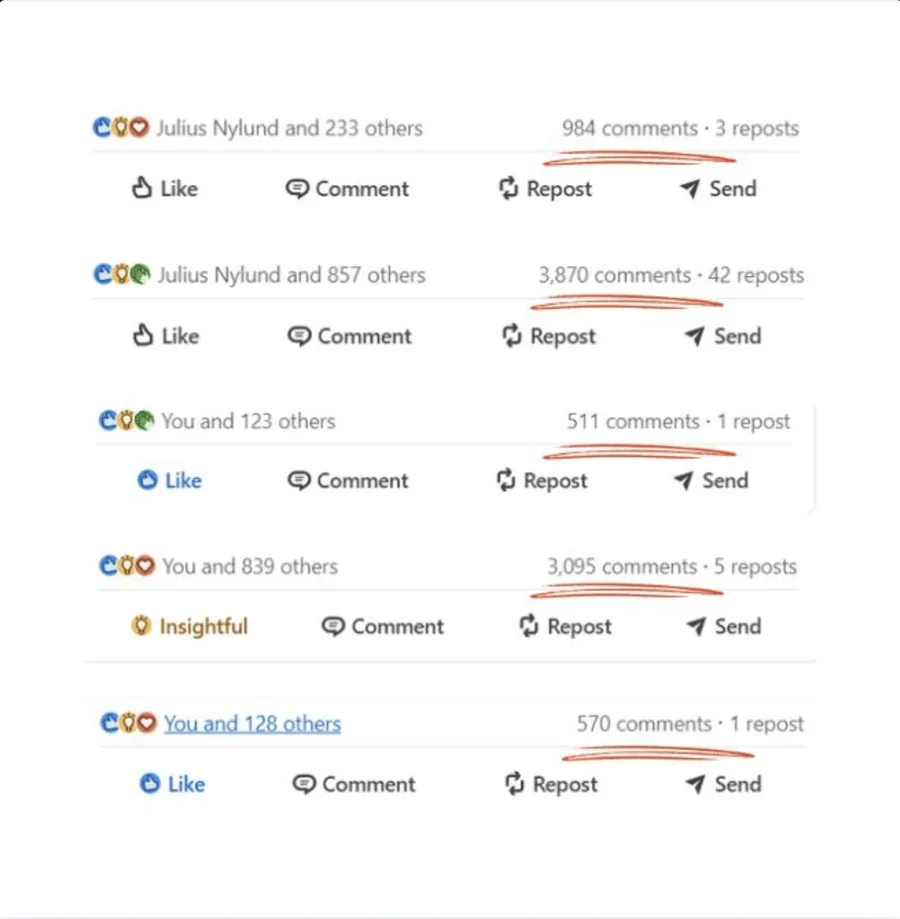 Julius Nylund and 233 others 984 comments · 3 reposts
Like Comment Repost Send
Julius Nylund and 857 others 3,870 comments · 42 reposts
Like Comment Repost Send
You and 123 others 511 comments · 1 repost
Like Comment Repost Send
You and 839 others 3,095 comments · 5 reposts
Insightful Comment Repost Send
You and 128 others 570 comments · 1 repost
Like Comment Repost Send